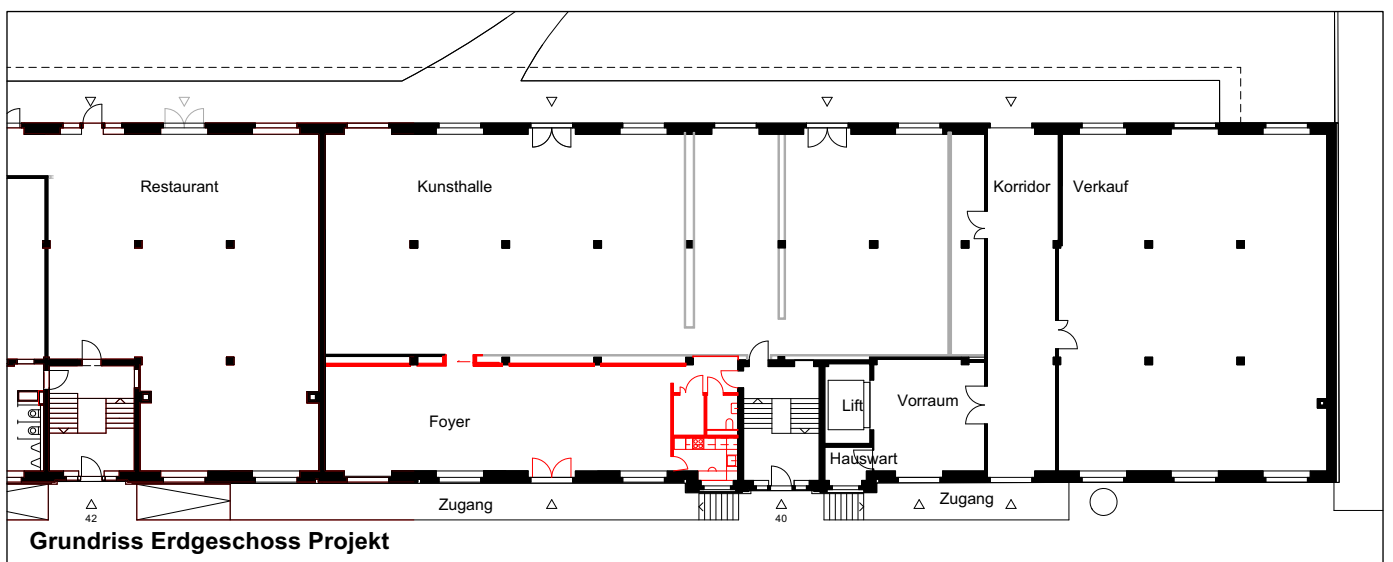 Restaurant
Kunsthalle
Korridor
Verkauf
Foyer
Lift
Vorraum
Hauswart
Zugang
Zugang
42
40
Grundriss Erdgeschoss Projekt